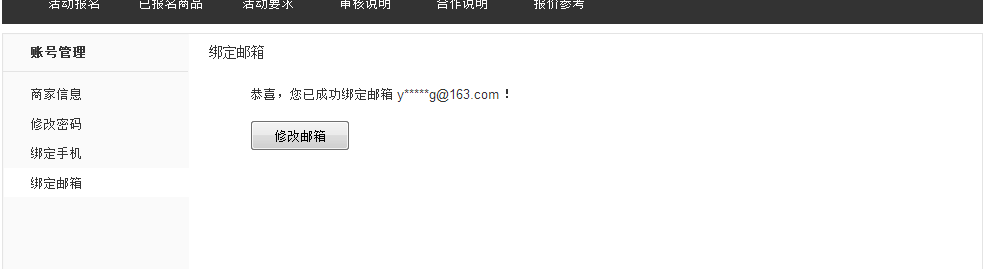 活动报名 已报名商品 活动要求 审核说明 合作说明 报价参考
账号管理
绑定邮箱
商家信息
恭喜，您已成功绑定邮箱 y*****g@163.com ！
修改密码
修改邮箱
绑定手机
绑定邮箱